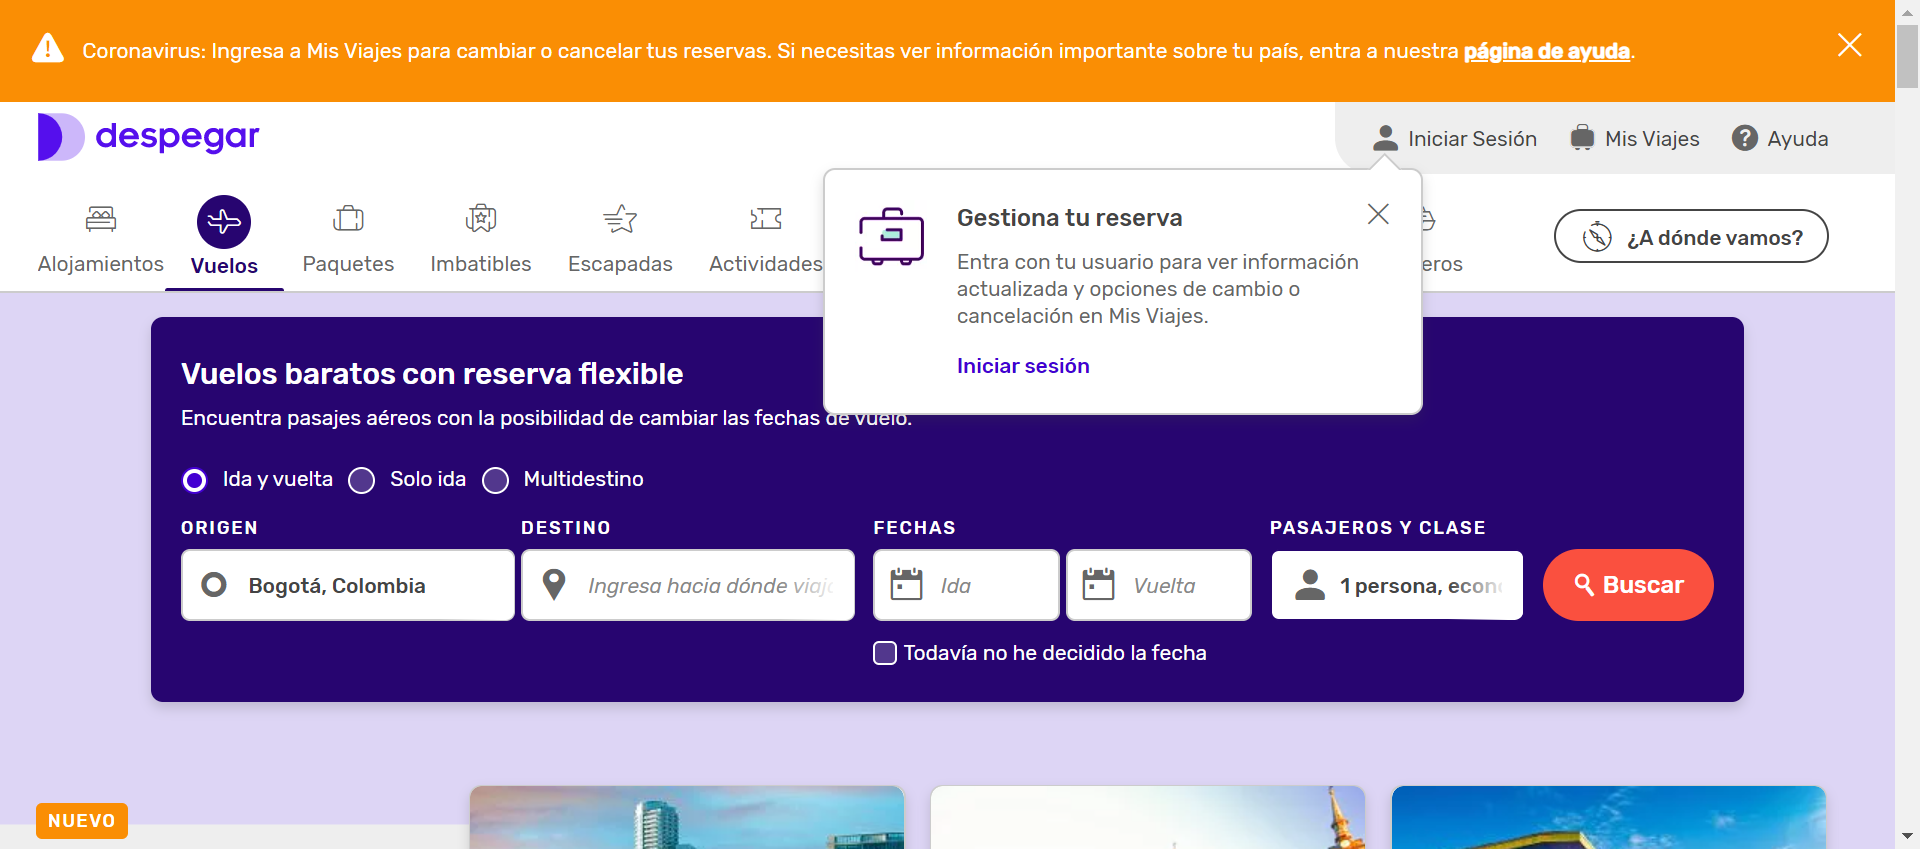 Coronavirus: Ingresa a Mis Viajes para cambiar o cancelar tus reservas. Si necesitas ver información importante sobre tu país, entra a nuestra página de ayuda.
despegar
Iniciar Sesión
Mis Viajes
? Ayuda
Alojamientos
Vuelos
Paquetes
Imbatibles
Escapadas
Actividades
eros
¿A dónde vamos?
Gestiona tu reserva
Entra con tu usuario para ver información
actualizada y opciones de cambio o
cancelación en Mis Viajes.
Iniciar sesión
Vuelos baratos con reserva flexible
Encuentra pasajes aéreos con la posibilidad de cambiar las fechas de vuelo.
Ida y vuelta
Solo ida
Multidestino
ORIGEN
DESTINO
FECHAS
PASAJEROS Y CLASE
Bogotá, Colombia
Ingresa hacia dónde viaj
Ida
Vuelta
1 persona, econ
Buscar
Todavía no he decidido la fecha
NUEVO